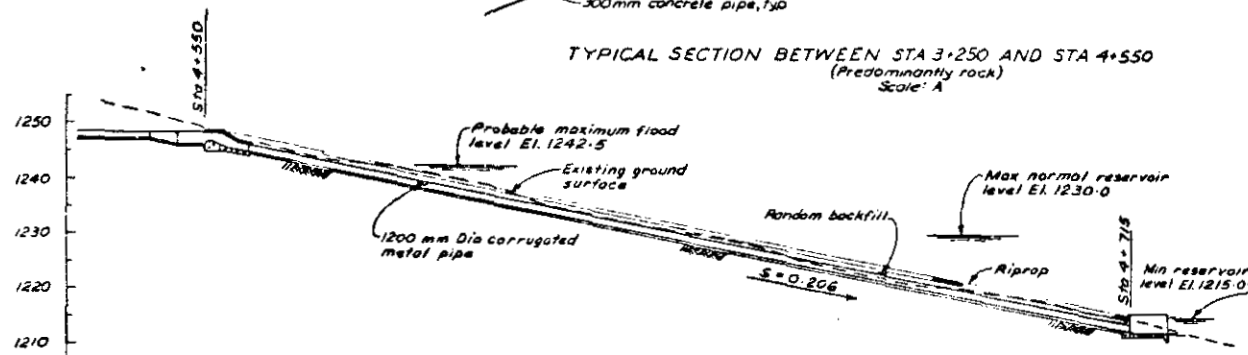 300mm concrete pipe, typ
TYPICAL SECTION BETWEEN STA 3+250 AND STA 4+550
(Predominantly rock)
Scale: A
Sta 4+550
1250
1240
1230
1220
1210
Probable maximum flood
level El. 1242.5
Existing ground
surface
1200 mm Dia corrugated
metal pipe
S = 0.206
Random backfill
Max normal reservoir
level El. 1230.0
Riprap
Sta 4+715
Min reservoir
level El. 1215.0